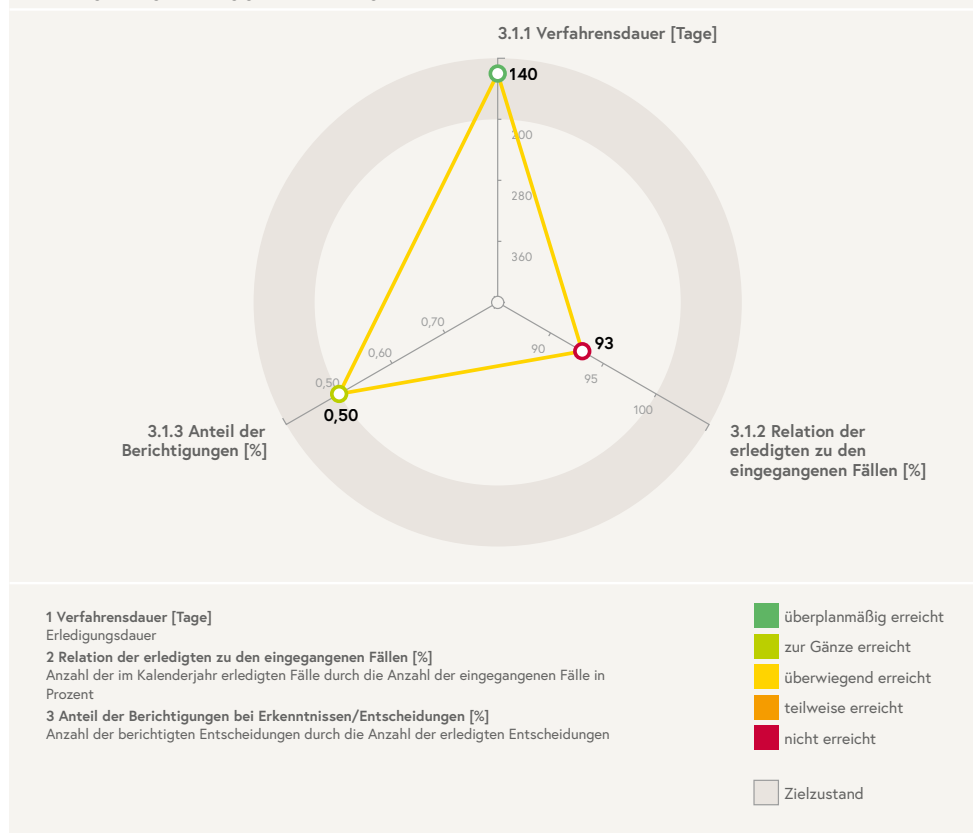 3.1.1 Verfahrensdauer [Tage]
140
200
280
360
0,70
0,60
0,50
0,50
90
93
95
100
3.1.3 Anteil der
Berichtigungen [%]
3.1.2 Relation der
erledigten zu den
eingegangenen Fällen [%]
1 Verfahrensdauer [Tage]
Erledigungsdauer
2 Relation der erledigten zu den eingegangenen Fällen [%]
Anzahl der im Kalenderjahr erledigten Fälle durch die Anzahl der eingegangenen Fälle in
Prozent
3 Anteil der Berichtigungen bei Erkenntnissen/Entscheidungen [%]
Anzahl der berichtigten Entscheidungen durch die Anzahl der erledigten Entscheidungen
überplanmäßig erreicht
zur Gänze erreicht
überwiegend erreicht
teilweise erreicht
nicht erreicht
Zielzustand